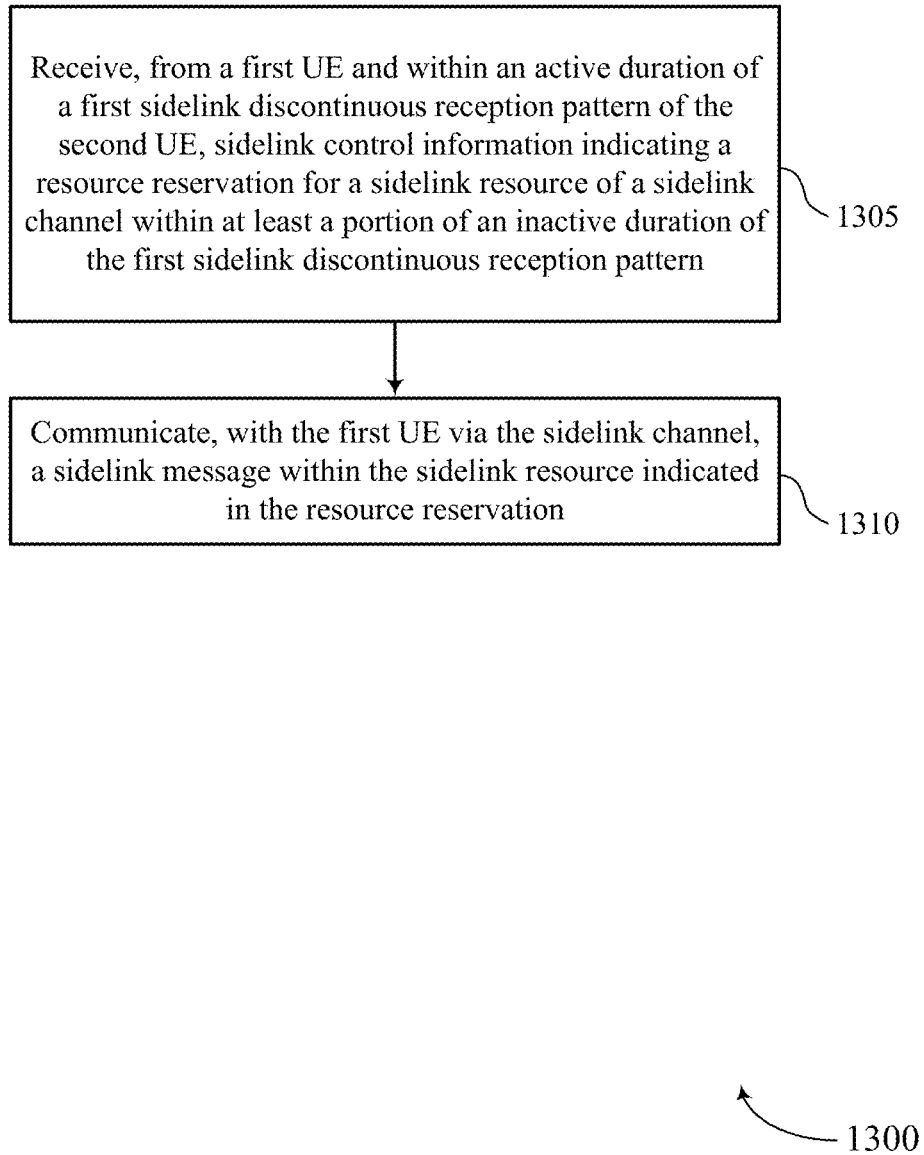 Receive, from a first UE and within an active duration of
a first sidelink discontinuous reception pattern of the
second UE, sidelink control information indicating a
resource reservation for a sidelink resource of a sidelink
channel within at least a portion of an inactive duration of
the first sidelink discontinuous reception pattern
1305
Communicate, with the first UE via the sidelink channel,
a sidelink message within the sidelink resource indicated
in the resource reservation
1310
1300